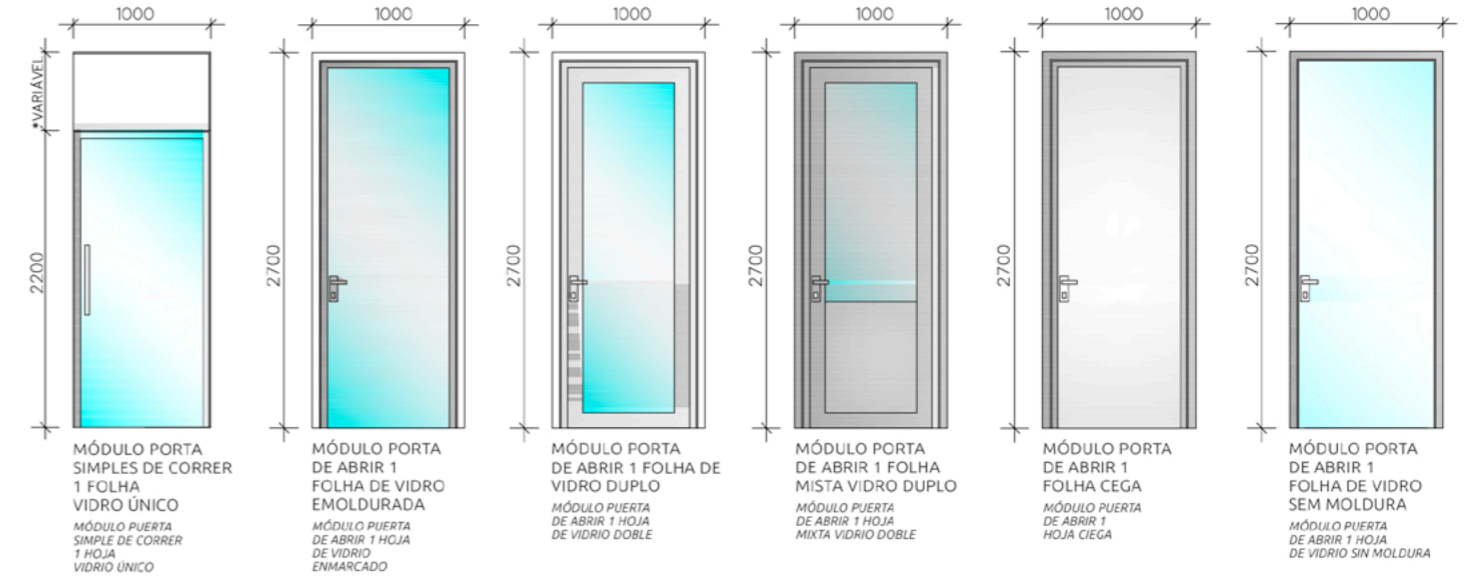 1000
*VARIÁVEL
2200
MÓDULO PORTA
SIMPLES DE CORRER
1 FOLHA
VIDRO ÚNICO
MÓDULO PUERTA
SIMPLE DE CORRER
1 HOJA
VIDRIO ÚNICO
1000
2700
MÓDULO PORTA
DE ABRIR 1
FOLHA DE VIDRO
EMOLDURADA
MÓDULO PUERTA
DE ABRIR 1 HOJA
DE VIDRIO
ENMARCADO
1000
2700
MÓDULO PORTA
DE ABRIR 1 FOLHA DE
VIDRO DUPLO
MÓDULO PUERTA
DE ABRIR 1 HOJA
DE VIDRIO DOBLE
1000
2700
MÓDULO PORTA
DE ABRIR 1 FOLHA
MISTA VIDRO DUPLO
MÓDULO PUERTA
DE ABRIR 1 HOJA
MIXTA VIDRIO DOBLE
1000
2700
MÓDULO PORTA
DE ABRIR 1
FOLHA CEGA
MÓDULO PUERTA
DE ABRIR 1
HOJA CIEGA
1000
2700
MÓDULO PORTA
DE ABRIR 1
FOLHA DE VIDRO
SEM MOLDURA
MÓDULO PUERTA
DE ABRIR 1 HOJA
DE VIDRIO SIN MOLDURA